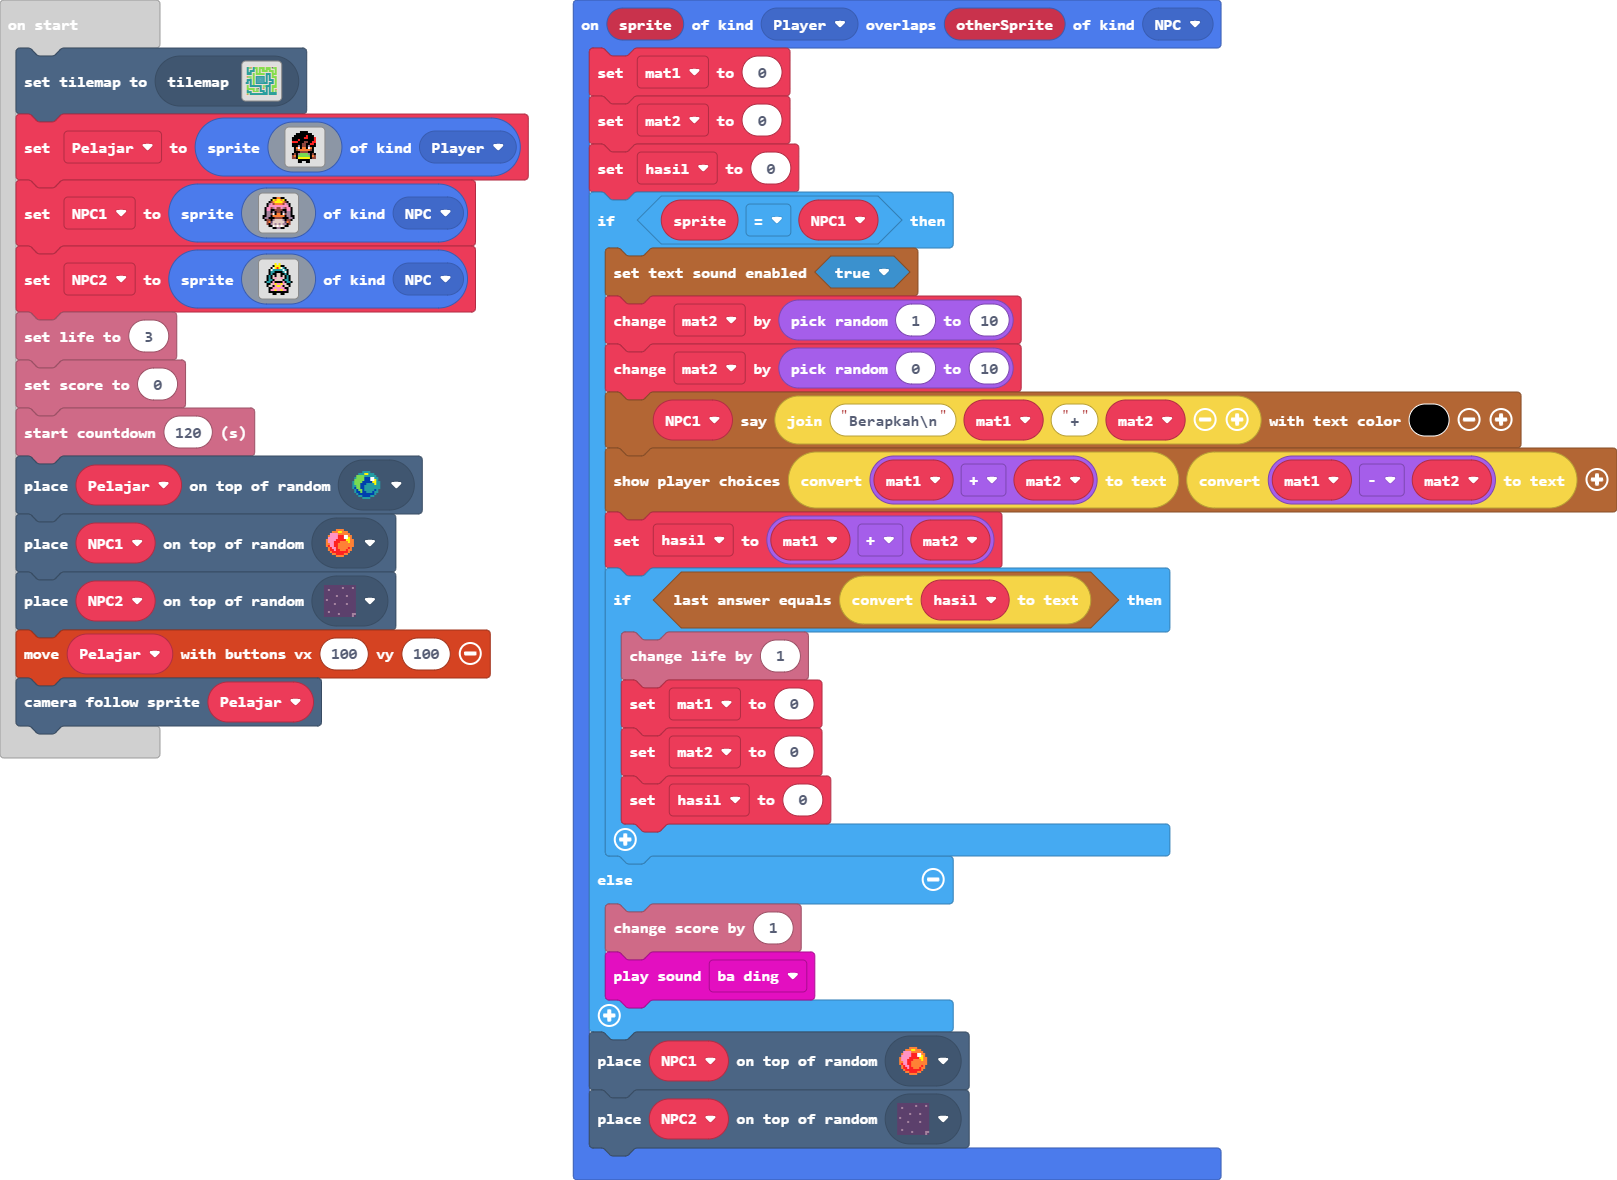 on start
set tilemap to tilemap
set Pelajar to sprite of kind Player
set NPC1 to sprite of kind NPC
set NPC2 to sprite of kind NPC
set life to 3
set score to 0
start countdown 120 (s)
place Pelajar on top of random
place NPC1 on top of random
place NPC2 on top of random
move Pelajar with buttons vx 100 vy 100
camera follow sprite Pelajar
on sprite of kind Player overlaps otherSprite of kind NPC
set mat1 to 0
set mat2 to 0
set hasil to 0
if sprite = NPC1 then
set text sound enabled true
change mat2 by pick random 1 to 10
change mat2 by pick random 0 to 10
NPC1 say join "Berapkah\n" mat1 "+" mat2 with text color
show player choices convert mat1 + mat2 to text convert mat1 - mat2 to text
set hasil to mat1 + mat2
if last answer equals convert hasil to text then
change life by 1
set mat1 to 0
set mat2 to 0
set hasil to 0
else
change score by 1
play sound ba ding
place NPC1 on top of random
place NPC2 on top of random